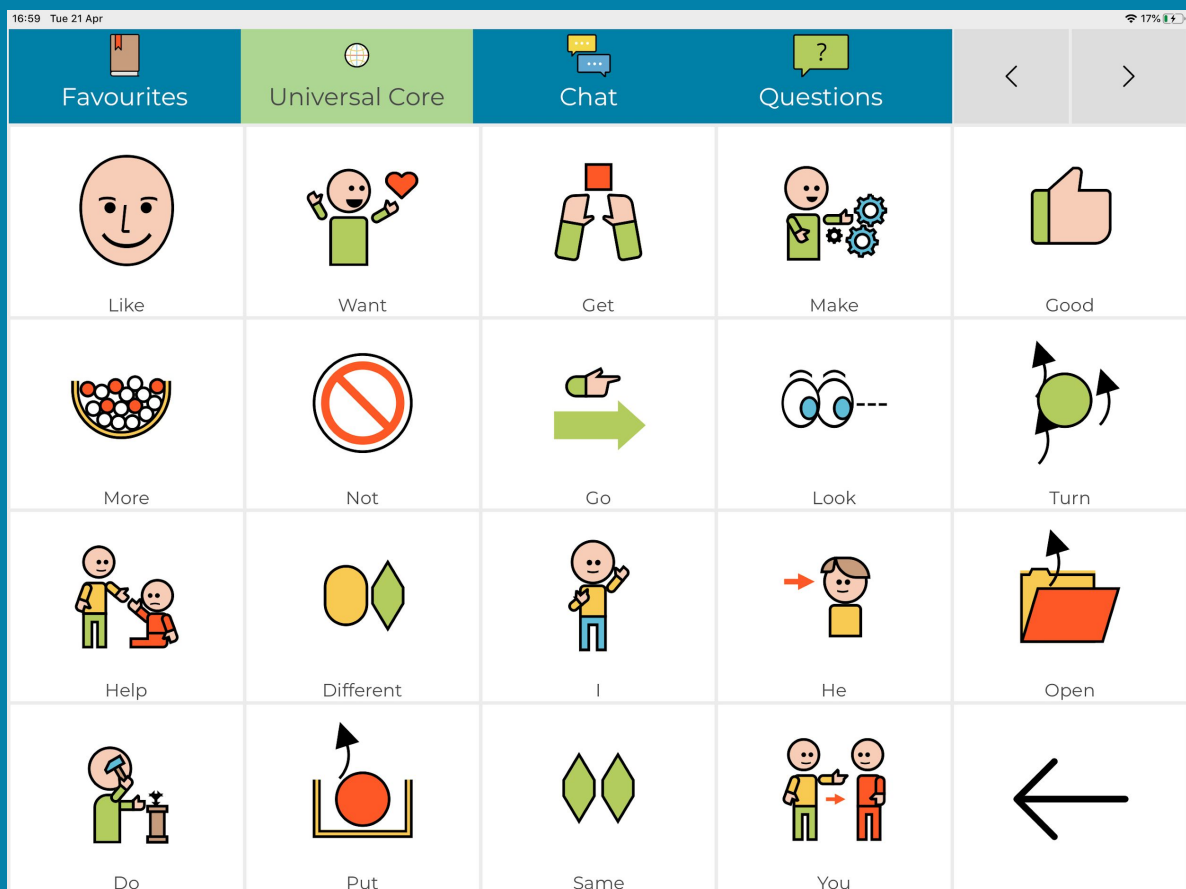 16:59 Tue 21 Apr 17%
Favourites Universal Core Chat Questions
?
Like Want Get Make Good
More Not Go Look Turn
Help Different I He Open
Do Put Same You